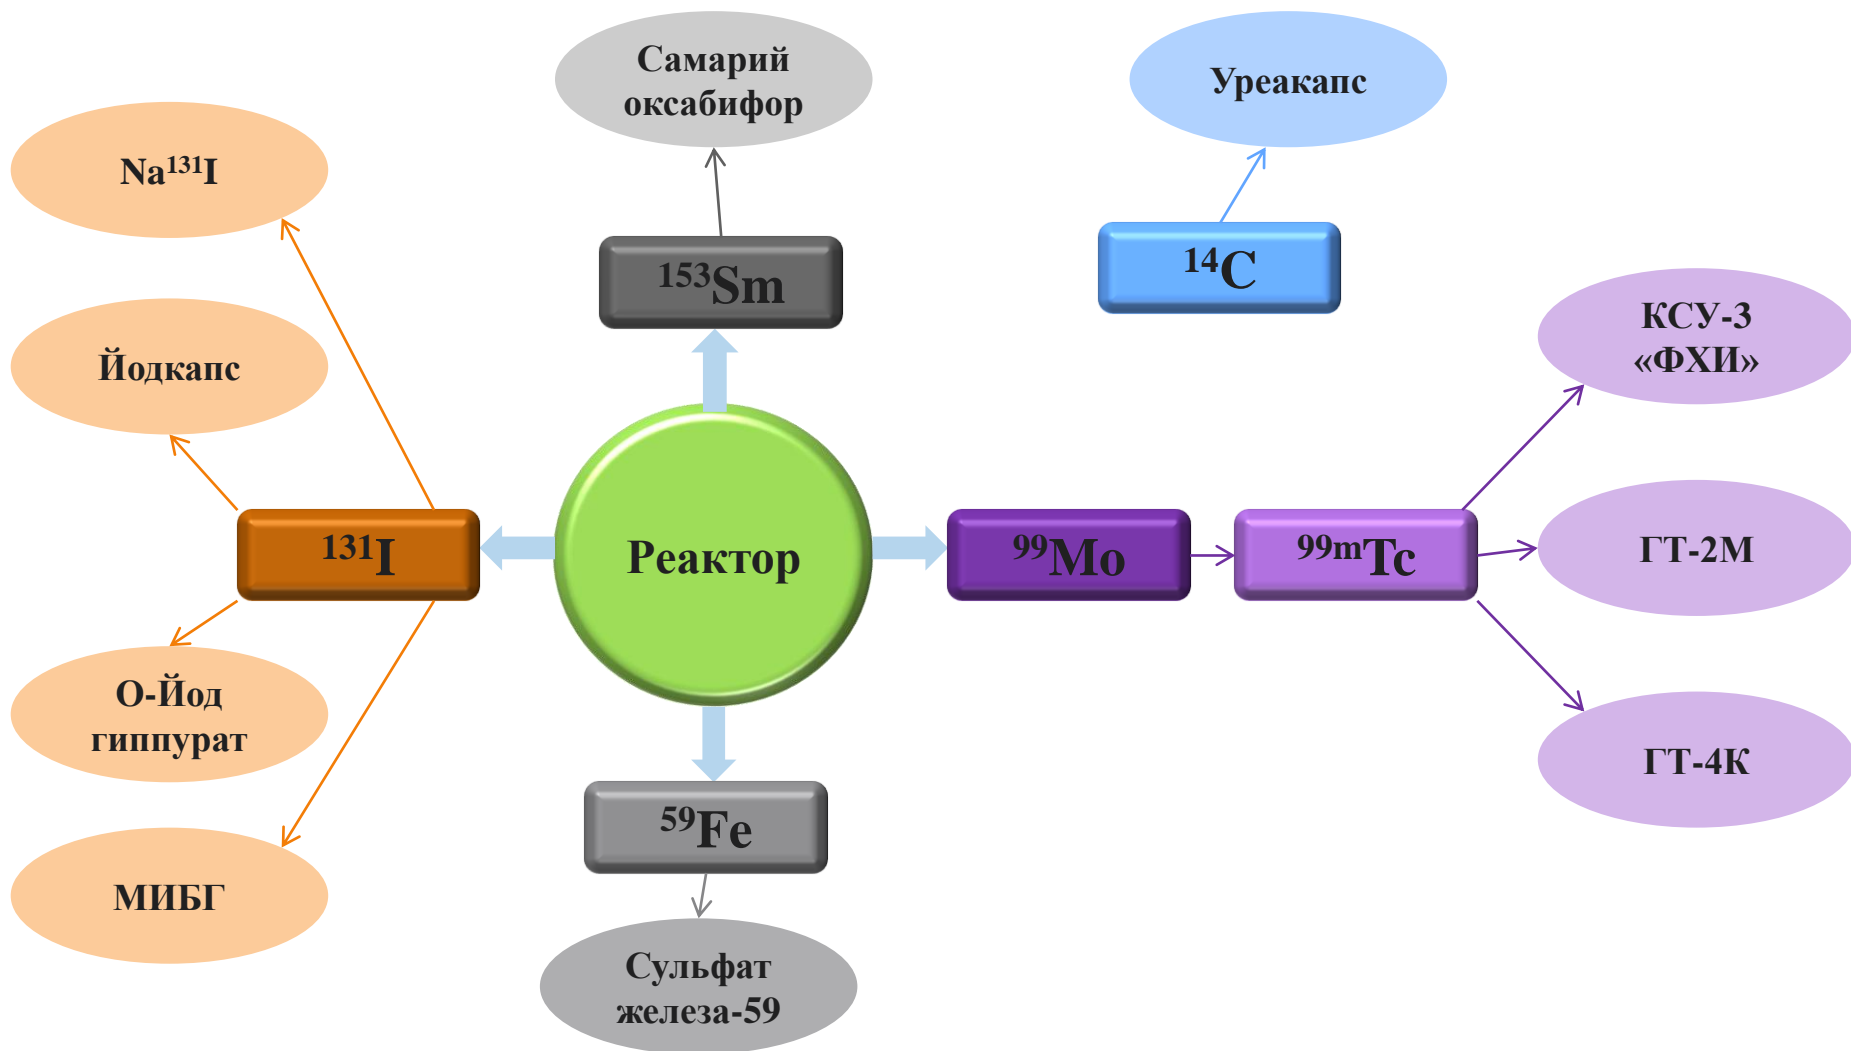 Самарий
оксабифор
Уреакапс
Na¹³¹I
¹⁵³Sm
¹⁴C
КСУ-3
«ФХИ»
Йодкапс
¹³¹I
Реактор
⁹⁹Mo
⁹⁹ᵐTc
ГТ-2М
О-Йод
гиппурат
ГТ-4К
⁵⁹Fe
МИБГ
Сульфат
железа-59